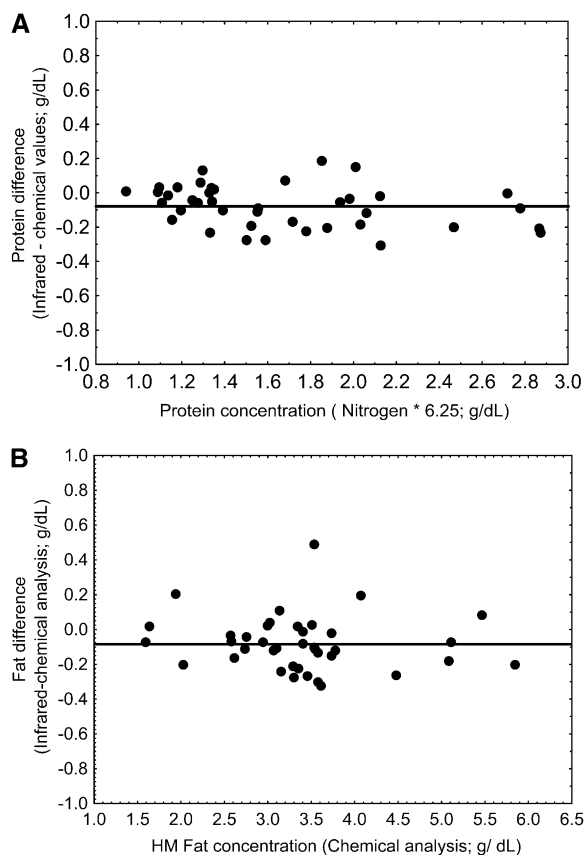 A
1.0
0.8
0.6
0.4
0.2
0.0
-0.2
-0.4
-0.6
-0.8
-1.0
Protein difference
(Infrared - chemical values; g/dL)
0.8 1.0 1.2 1.4 1.6 1.8 2.0 2.2 2.4 2.6 2.8 3.0
Protein concentration ( Nitrogen * 6.25; g/dL)
B
1.0
0.8
0.6
0.4
0.2
0.0
-0.2
-0.4
-0.6
-0.8
-1.0
Fat difference
(Infrared-chemical analysis; g/dL)
1.0 1.5 2.0 2.5 3.0 3.5 4.0 4.5 5.0 5.5 6.0 6.5
HM Fat concentration (Chemical analysis; g/ dL)